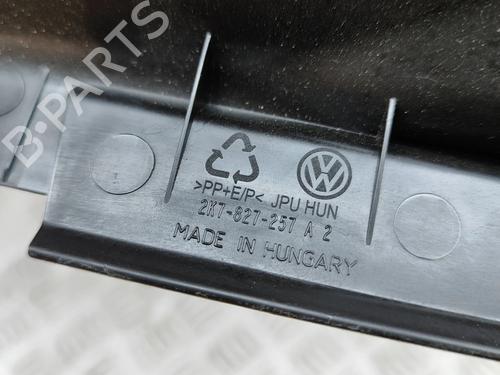 B-PARTS
>PP+E/P< JPU HUN
2K7-827-257 A 2
MADE IN HUNGARY